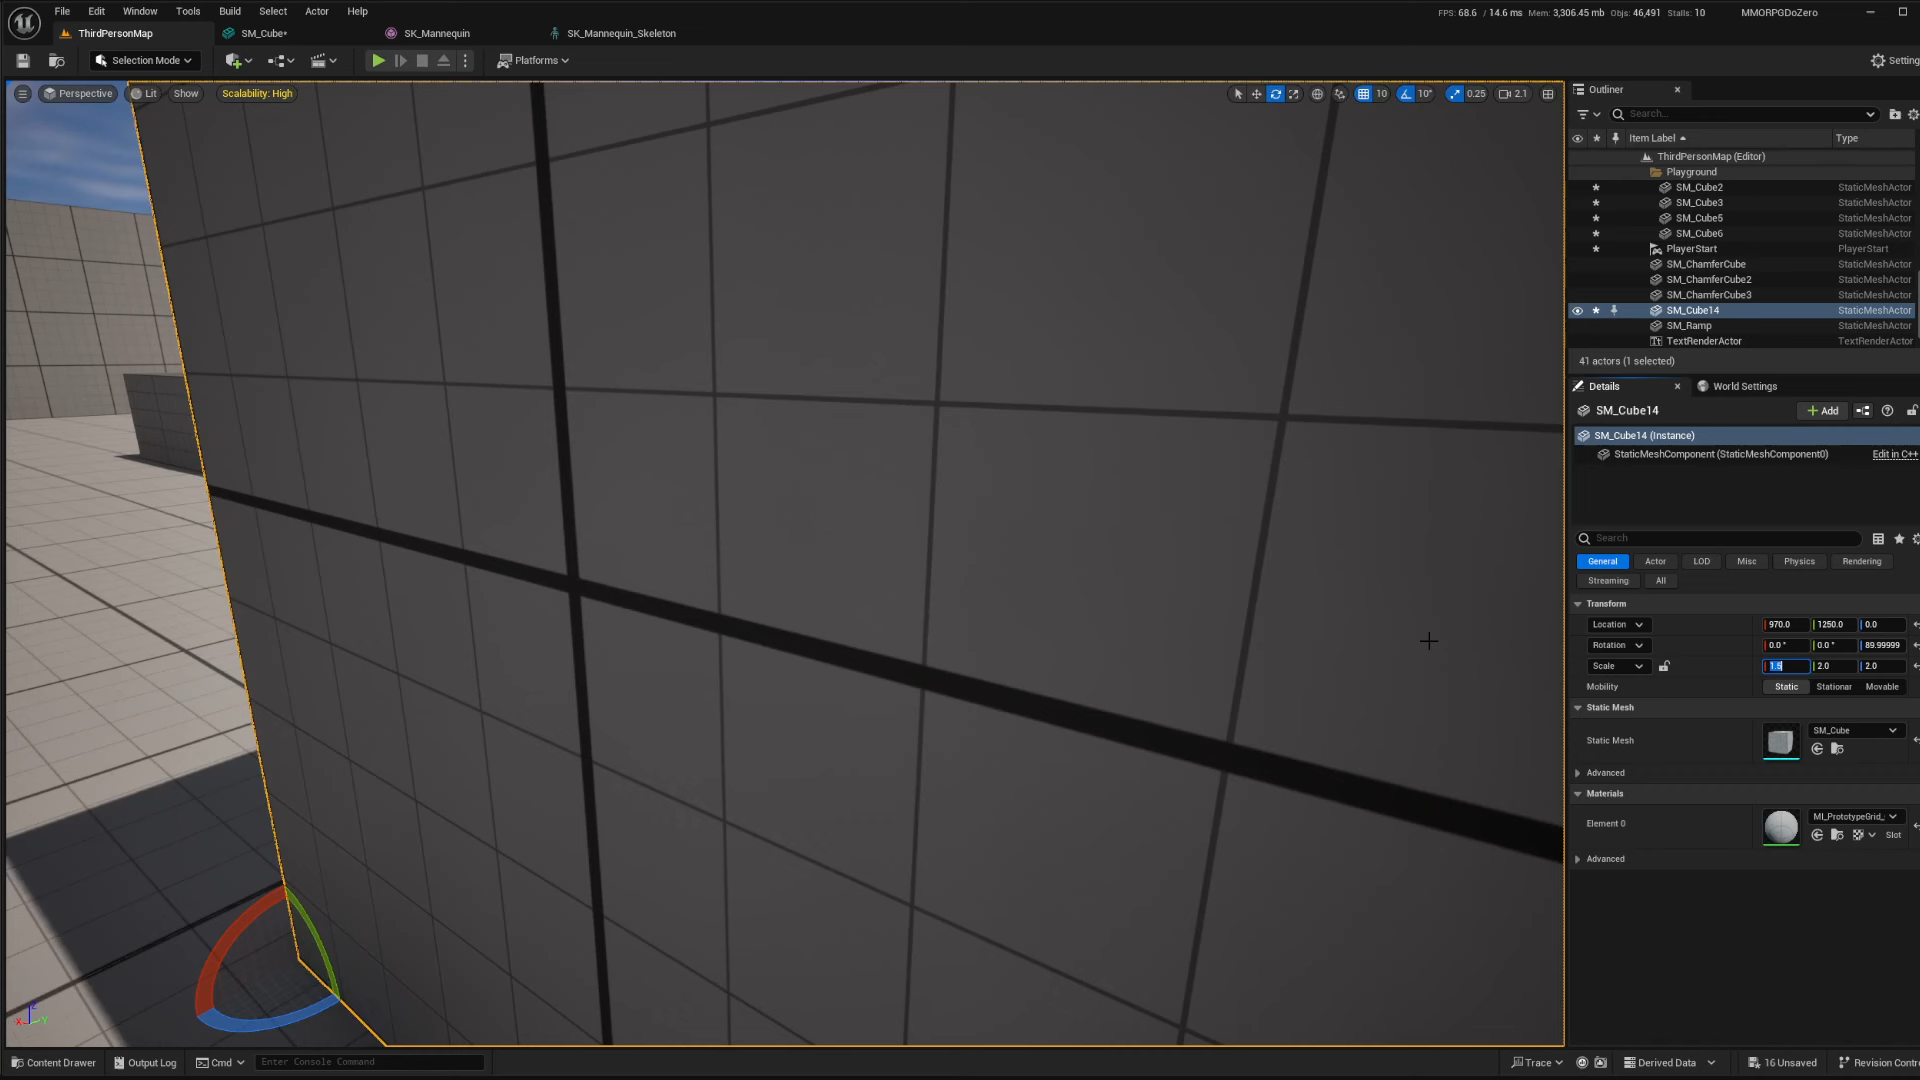 File Edit Window Tools Build Select Actor Help
FPS: 68.6 / 14.6 ms Mem: 3,306.45 mb Objs: 46,491 Stalls: 10
MMORPGDoZero
ThirdPersonMap
SM_Cube*
SK_Mannequin
SK_Mannequin_Skeleton
Selection Mode
Platforms
Setting
Perspective
Lit
Show
Scalability: High
10
10°
0.25
2.1
Outliner
Search...
Item Label
Type
ThirdPersonMap (Editor)
Playground
SM_Cube2 StaticMeshActor
SM_Cube3 StaticMeshActor
SM_Cube5 StaticMeshActor
SM_Cube6 StaticMeshActor
PlayerStart PlayerStart
SM_ChamferCube StaticMeshActor
SM_ChamferCube2 StaticMeshActor
SM_ChamferCube3 StaticMeshActor
SM_Cube14 StaticMeshActor
SM_Ramp StaticMeshActor
TextRenderActor TextRenderActor
41 actors (1 selected)
Details
World Settings
SM_Cube14
Add
SM_Cube14 (Instance)
StaticMeshComponent (StaticMeshComponent0)
Edit in C++
Search
General Actor LOD Misc Physics Rendering
Streaming All
Transform
Location 970.0 1250.0 0.0
Rotation 0.0 ° 0.0 ° 89.99999
Scale 1.5 2.0 2.0
Mobility Static Stationar Movable
Static Mesh
Static Mesh SM_Cube
Advanced
Materials
Element 0 MI_PrototypeGrid_
Slot
Advanced
X
Y
Z
Content Drawer
Output Log
Cmd
Enter Console Command
Trace
Derived Data
16 Unsaved
Revision Contr